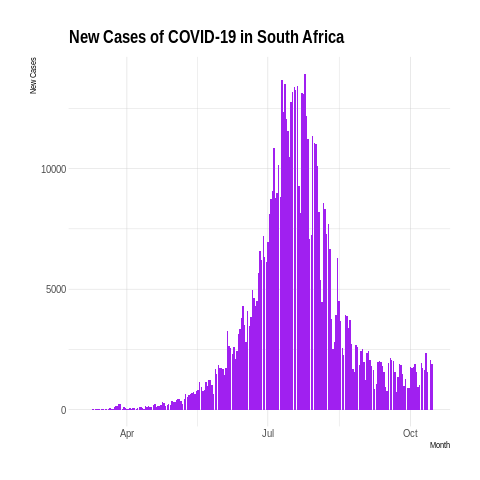 New Cases of COVID-19 in South Africa
New Cases
10000
5000
0
Apr
Jul
Oct
Month